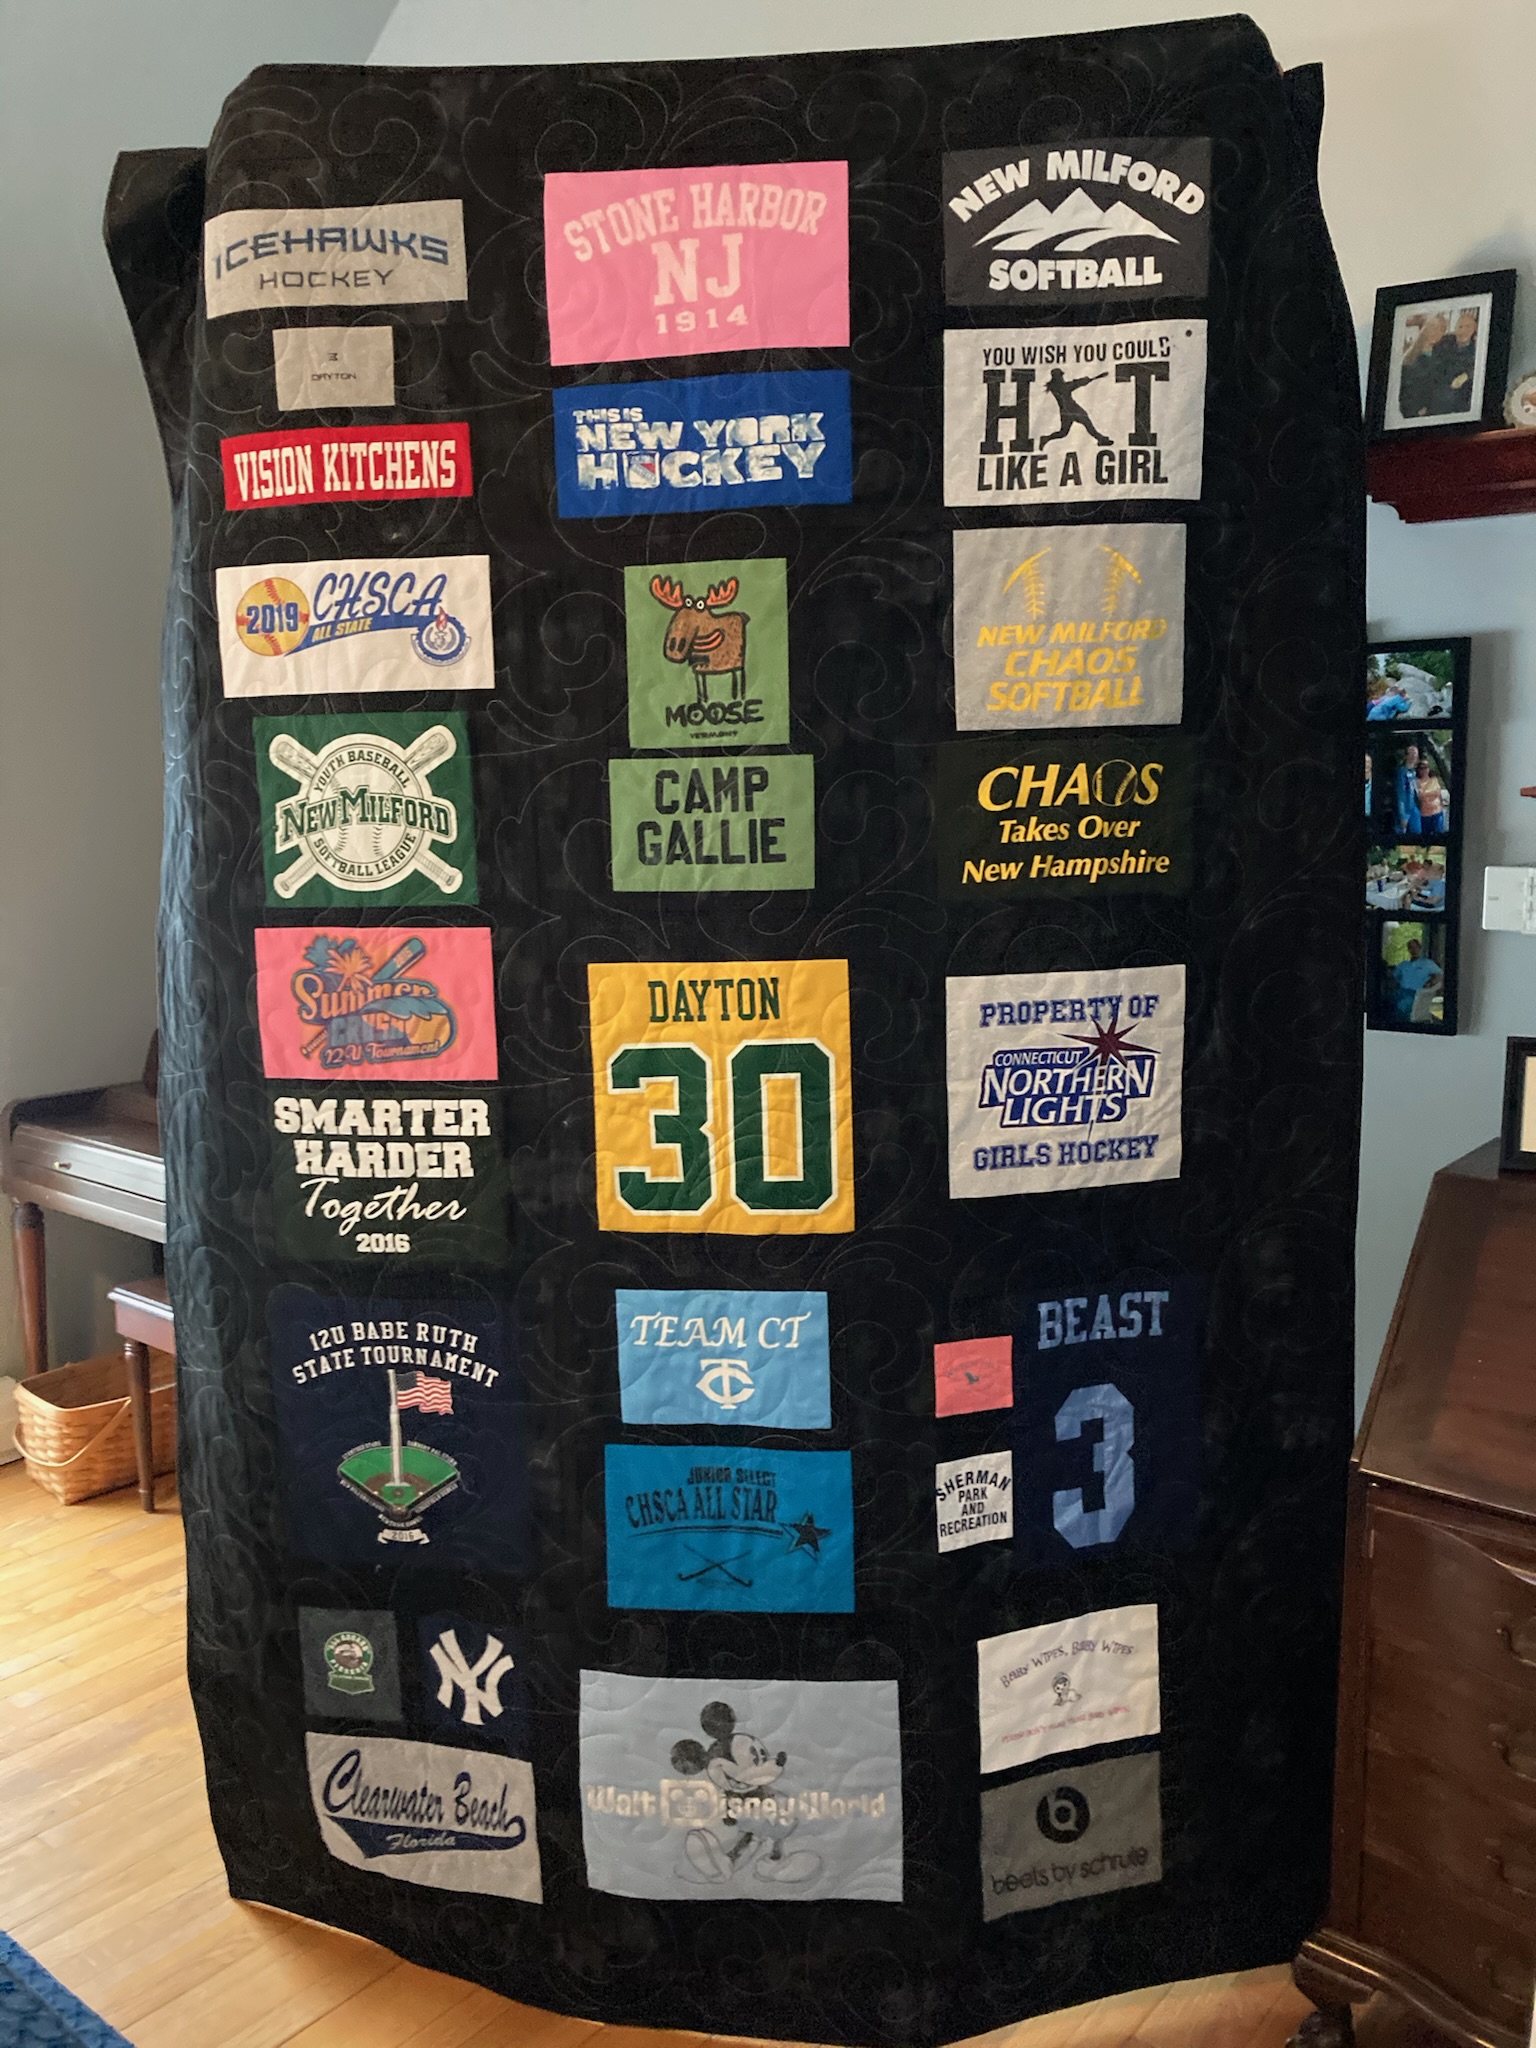 ICEHAWKS
HOCKEY
3
DAYTON
VISION KITCHENS
2019 CHSCA
ALL STATE
YOUTH BASEBALL
NEW MILFORD
SOFTBALL LEAGUE
Summer
12U Tournament
SMARTER
HARDER
Together
2016
12U BABE RUTH
STATE TOURNAMENT
2016
NY
Clearwater Beach
Florida
STONE HARBOR
NJ
1914
THIS IS
NEW YORK
HOCKEY
MOOSE
VERMONT
CAMP
GALLIE
DAYTON
30
TEAM CT
TC
JUNIOR SELECT
CHSCA ALL STAR
Walt Disney World
NEW MILFORD
SOFTBALL
YOU WISH YOU COULD
HIT
LIKE A GIRL
NEW MILFORD
CHAOS
SOFTBALL
CHAOS
Takes Over
New Hampshire
PROPERTY OF
CONNECTICUT
NORTHERN
LIGHTS
GIRLS HOCKEY
BEAST
3
SHERMAN
PARK
AND
RECREATION
BABY WIPES, BABY WIPES
b
beets by schrute